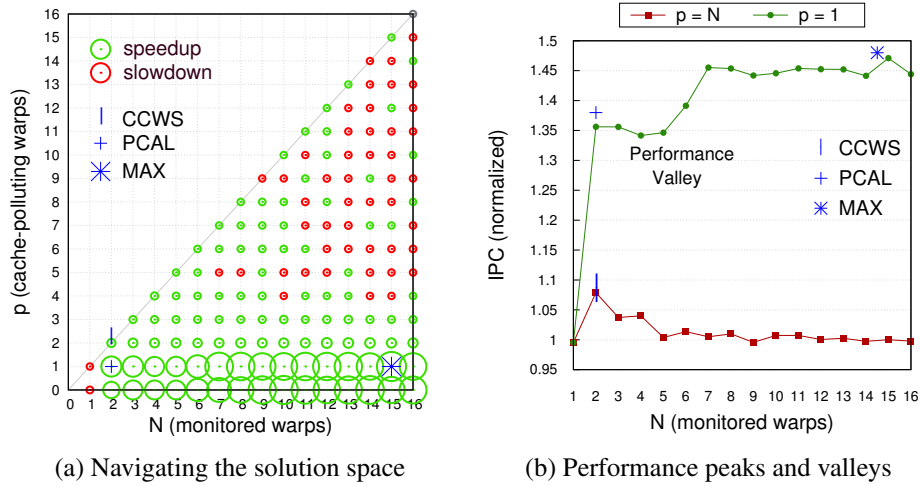 p = N
p = 1
16
15
14
13
12
11
10
9
8
7
6
5
4
3
2
1
0
p (cache-polluting warps)
speedup
slowdown
CCWS
PCAL
MAX
0 1 2 3 4 5 6 7 8 9 10 11 12 13 14 15 16
N (monitored warps)
(a) Navigating the solution space
1.5
1.45
1.4
1.35
1.3
1.25
1.2
1.15
1.1
1.05
1
0.95
IPC (normalized)
Performance
Valley
CCWS
PCAL
MAX
1 2 3 4 5 6 7 8 9 10 11 12 13 14 15 16
N (monitored warps)
(b) Performance peaks and valleys